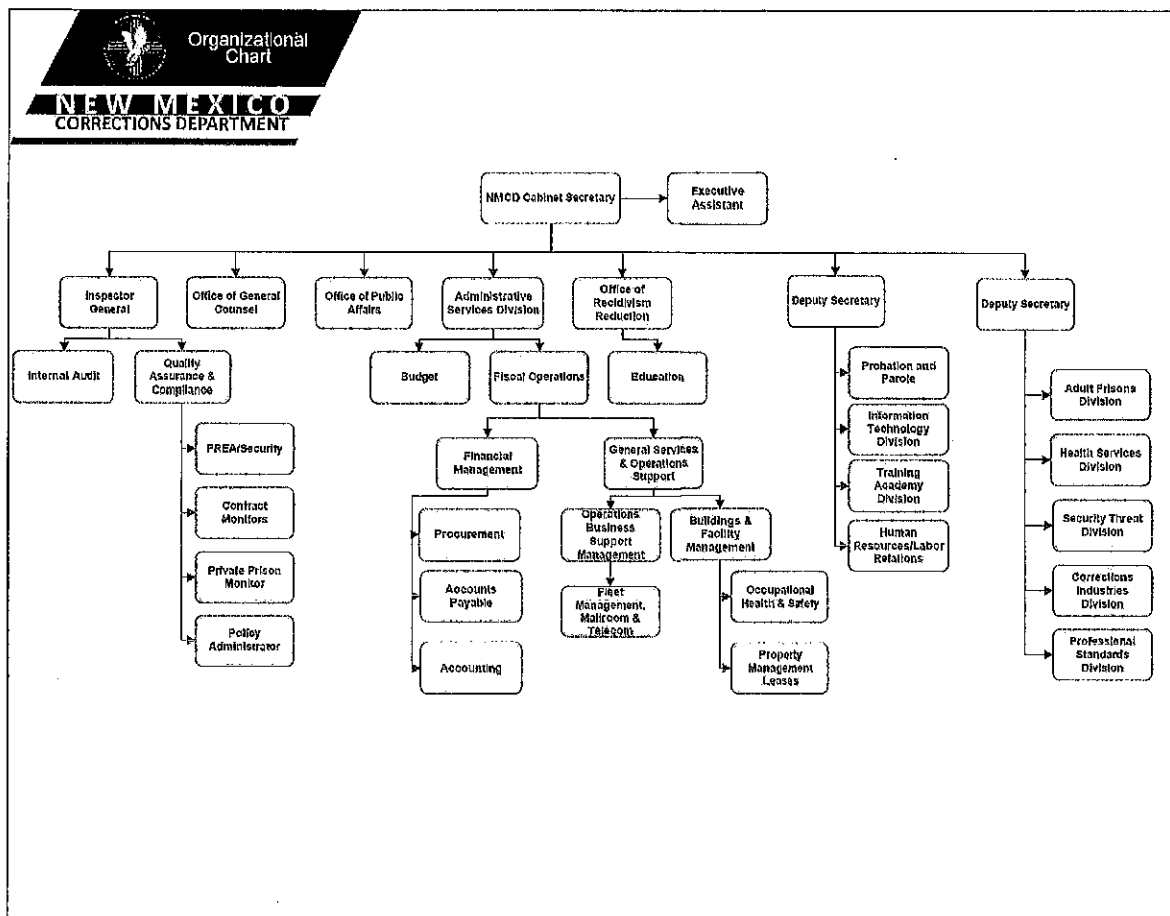 Organizational
Chart
NEW MEXICO
CORRECTIONS DEPARTMENT
NMCD Cabinet Secretary
Executive
Assistant
Inspector
General
Office of General
Counsel
Office of Public
Affairs
Administrative
Services Division
Office of
Recidivism
Reduction
Deputy Secretary
Deputy Secretary
Internal Audit
Quality
Assurance &
Compliance
Budget
Fiscal Operations
Education
Probation and
Parole
Information
Technology
Division
Training
Academy
Division
Human
Resources/Labor
Relations
Adult Prisons
Division
Health Services
Division
Security Threat
Division
Corrections
Industries
Division
Professional
Standards
Division
PREA/Security
Contract
Monitors
Private Prison
Monitor
Policy
Administrator
Financial
Management
General Services
& Operations
Support
Procurement
Accounts
Payable
Accounting
Operations
Business
Support
Management
Fleet
Management,
Mailroom &
Telecom
Buildings &
Facility
Management
Occupational
Health & Safety
Property
Management
Leases